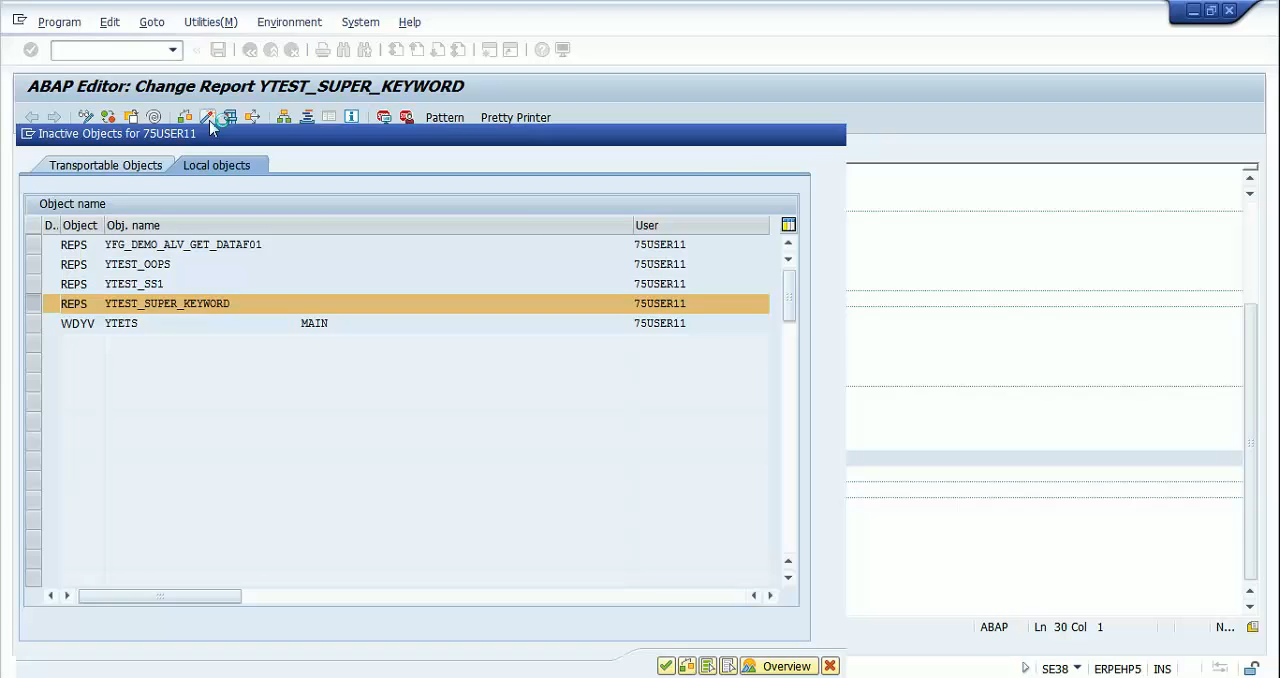 Program Edit Goto Utilities(M) Environment System Help
ABAP Editor: Change Report YTEST_SUPER_KEYWORD
Pattern Pretty Printer
Inactive Objects for 75USER11
Transportable Objects Local objects
Object name
D.. Object Obj. name User
REPS YFG_DEMO_ALV_GET_DATAF01 75USER11
REPS YTEST_OOPS 75USER11
REPS YTEST_SS1 75USER11
REPS YTEST_SUPER_KEYWORD 75USER11
WDYV YTETS MAIN 75USER11
ABAP Ln 30 Col 1 N...
Overview
SE38 ERPEHP5 INS